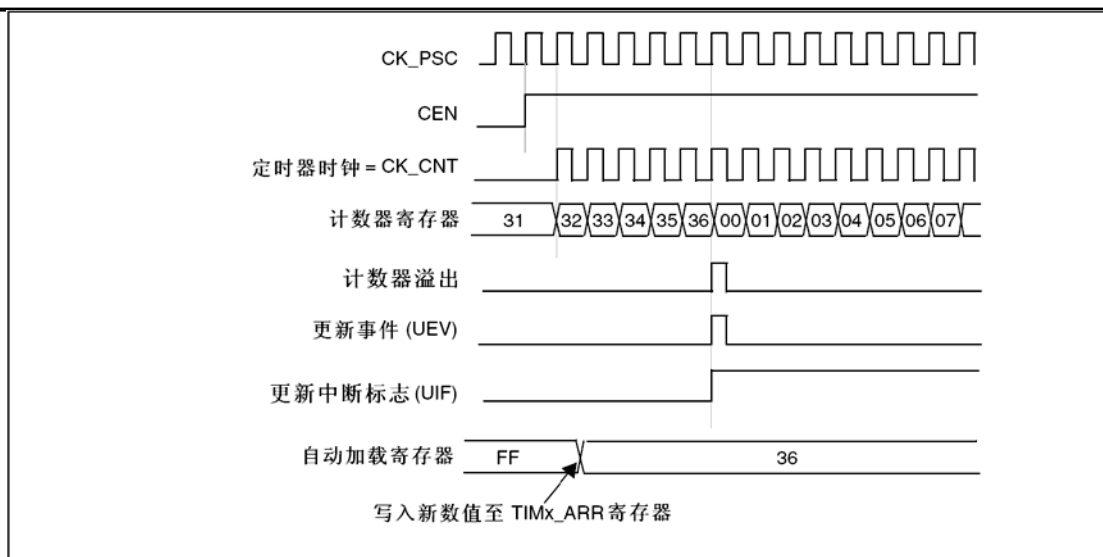 CK_PSC
CEN
定时器时钟 = CK_CNT
计数器寄存器 31 32 33 34 35 36 00 01 02 03 04 05 06 07
计数器溢出
更新事件 (UEV)
更新中断标志 (UIF)
自动加载寄存器 FF 36
写入新数值至 TIMx_ARR 寄存器